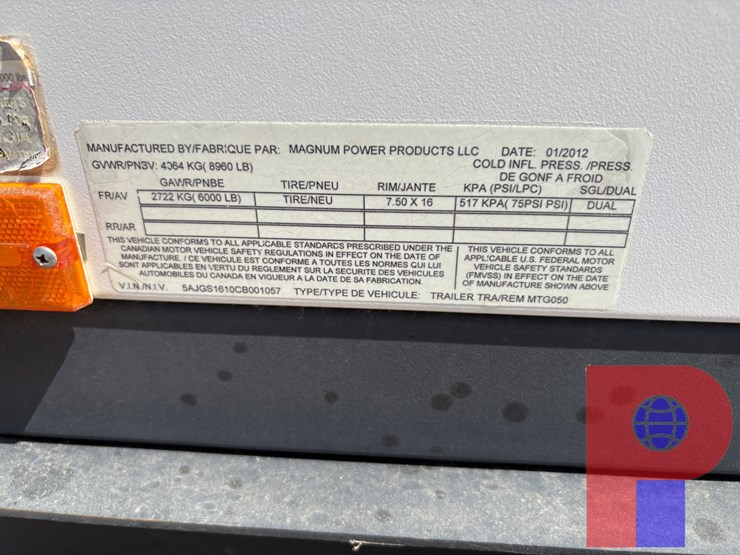 000 lbs
MANUFACTURED BY/FABRIQUE PAR: MAGNUM POWER PRODUCTS LLC DATE: 01/2012
GVWR/PNBV: 4064 KG( 8960 LB) COLD INFL. PRESS. /PRESS.
DE GONF A FROID
GAWR/PNBE TIRE/PNEU RIM/JANTE KPA (PSI/LPC) SGL/DUAL
FR/AV 2722 KG( 6000 LB) TIRE/NEU 7.50 X 16 517 KPA( 75PSI PSI) DUAL
RR/AR
THIS VEHICLE CONFORMS TO ALL APPLICABLE STANDARDS PRESCRIBED UNDER THE
CANADIAN MOTOR VEHICLE SAFETY REGULATIONS IN EFFECT ON THE DATE OF
MANUFACTURE. / CE VEHICULE EST CONFORME A TOUTES LES NORMES QUI LUI
SONT APPLICABLES EN VERTU DU REGLEMENT SUR LA SECURITE DES VEHICULES
AUTOMOBILES DU CANADA EN VIGUEUR A LA DATE DE SA FABRICATION.
THIS VEHICLE CONFORMS TO ALL
APPLICABLE U.S. FEDERAL MOTOR
VEHICLE SAFETY STANDARDS
(FMVSS) IN EFFECT ON THE DATE
OF MANUFACTURE SHOWN ABOVE
V.I.N./N.I.V. 5AJGS1610CB001057 TYPE/TYPE DE VEHICULE: TRAILER TRA/REM MTG050